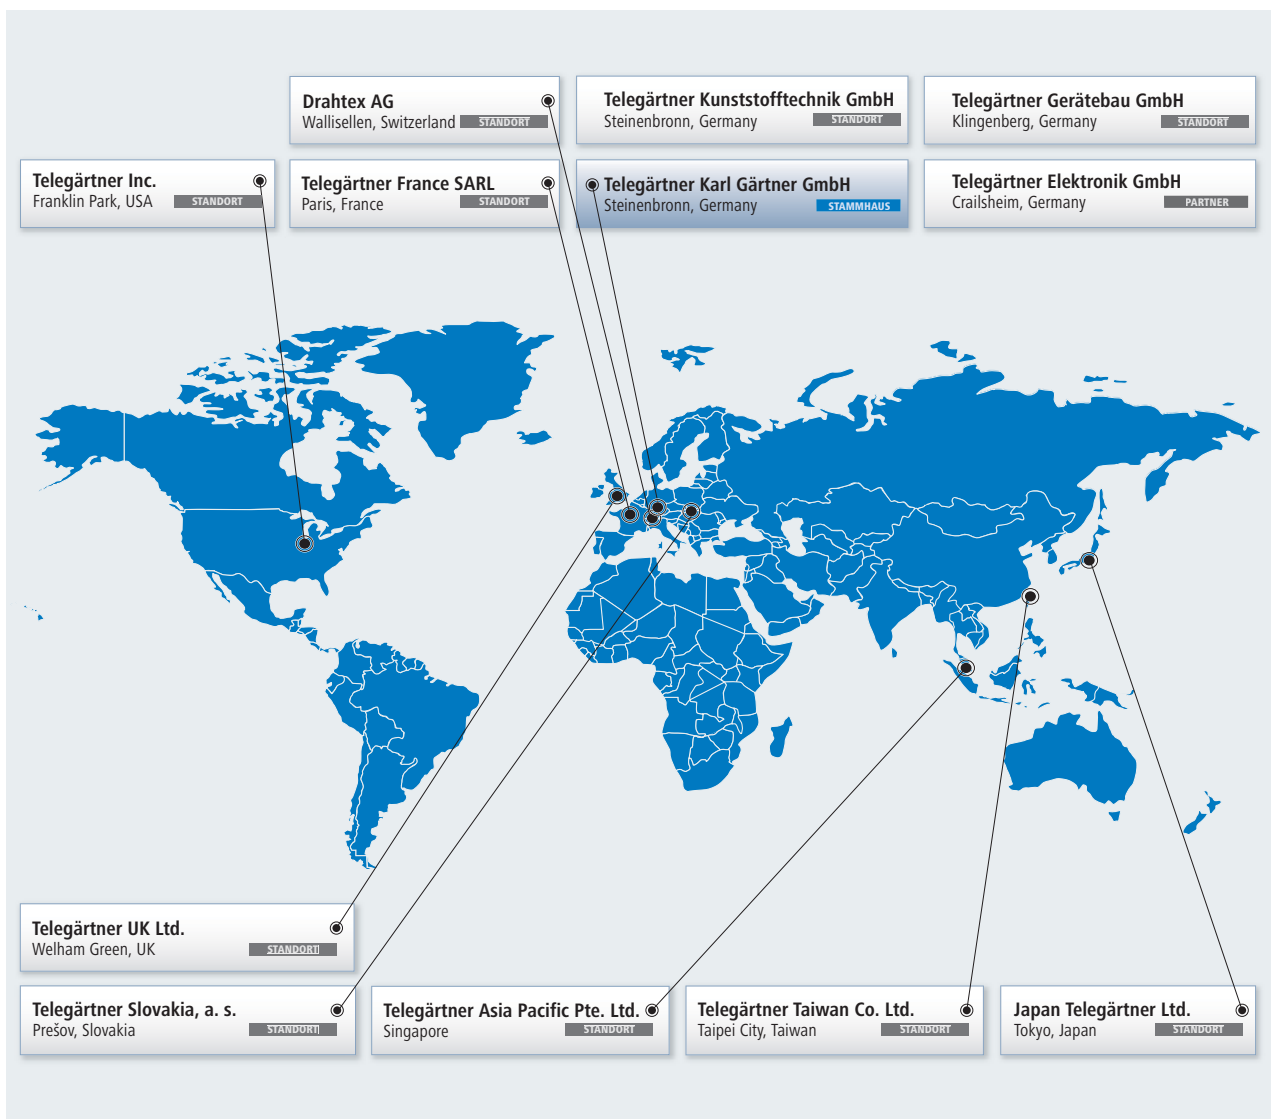 Drahtex AG
Wallisellen, Switzerland STANDORT
Telegärtner Kunststofftechnik GmbH
Steinenbronn, Germany STANDORT
Telegärtner Gerätebau GmbH
Klingenberg, Germany STANDORT
Telegärtner Inc.
Franklin Park, USA STANDORT
Telegärtner France SARL
Paris, France STANDORT
Telegärtner Karl Gärtner GmbH
Steinenbronn, Germany STAMMHAUS
Telegärtner Elektronik GmbH
Crailsheim, Germany PARTNER
Telegärtner UK Ltd.
Welham Green, UK STANDORT
Telegärtner Slovakia, a. s.
Prešov, Slovakia STANDORT
Telegärtner Asia Pacific Pte. Ltd.
Singapore STANDORT
Telegärtner Taiwan Co. Ltd.
Taipei City, Taiwan STANDORT
Japan Telegärtner Ltd.
Tokyo, Japan STANDORT